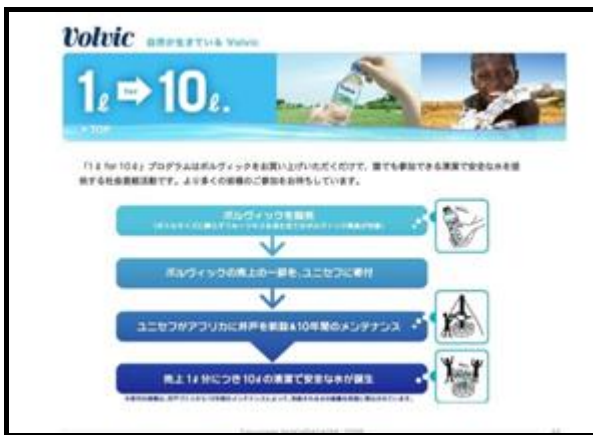 Volvic 自然が生きている Volvic
1ℓ for 10ℓ.
TOP
「1ℓ for 10ℓ」プログラムはボルヴィックをお買い上げいただくだけで、誰でも参加できる清潔で安全な水を提
供する社会貢献活動です。より多くの皆様のご参加をお待ちしています。
ボルヴィックを購入
ボルヴィックの売上の一部を、ユニセフに寄付
ユニセフがアフリカに井戸を新設&10年間のメンテナンス
売上1ℓ分につき10ℓの清潔で安全な水が誕生